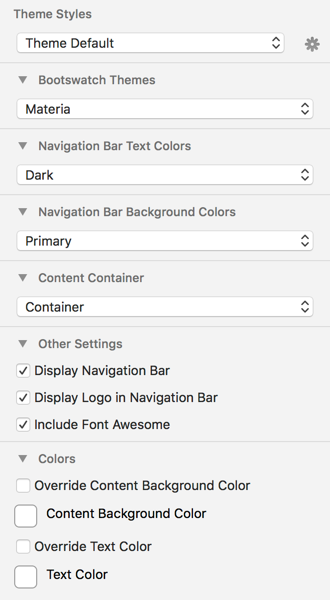 Theme Styles
Theme Default
Bootswatch Themes
Materia
Navigation Bar Text Colors
Dark
Navigation Bar Background Colors
Primary
Content Container
Container
Other Settings
Display Navigation Bar
Display Logo in Navigation Bar
Include Font Awesome
Colors
Override Content Background Color
Content Background Color
Override Text Color
Text Color